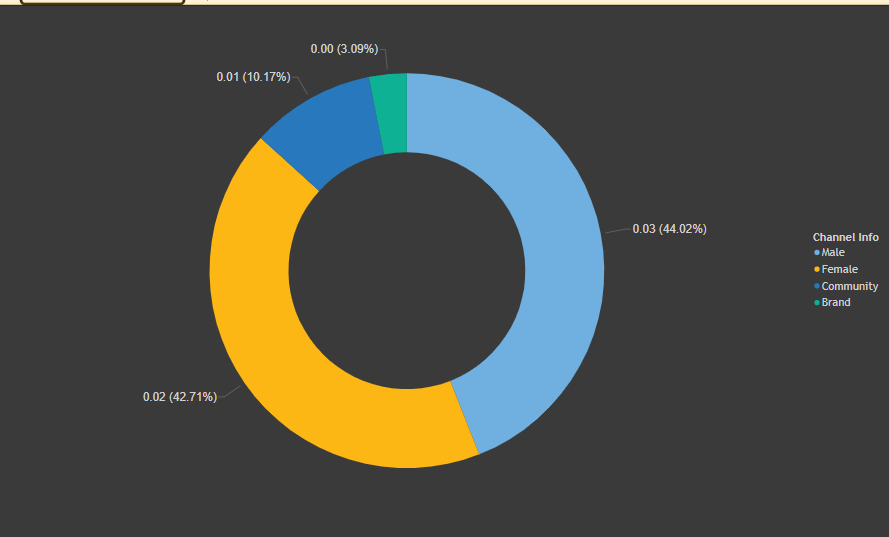 0.00 (3.09%)
0.01 (10.17%)
0.03 (44.02%)
0.02 (42.71%)
Channel Info
Male
Female
Community
Brand